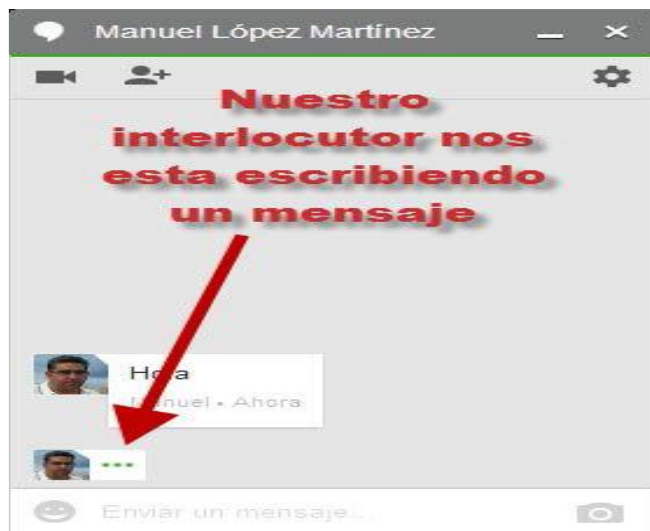 Manuel López Martínez
Nuestro
interlocutor nos
esta escribiendo
un mensaje
Hola
Manuel • Ahora
Enviar un mensaje...